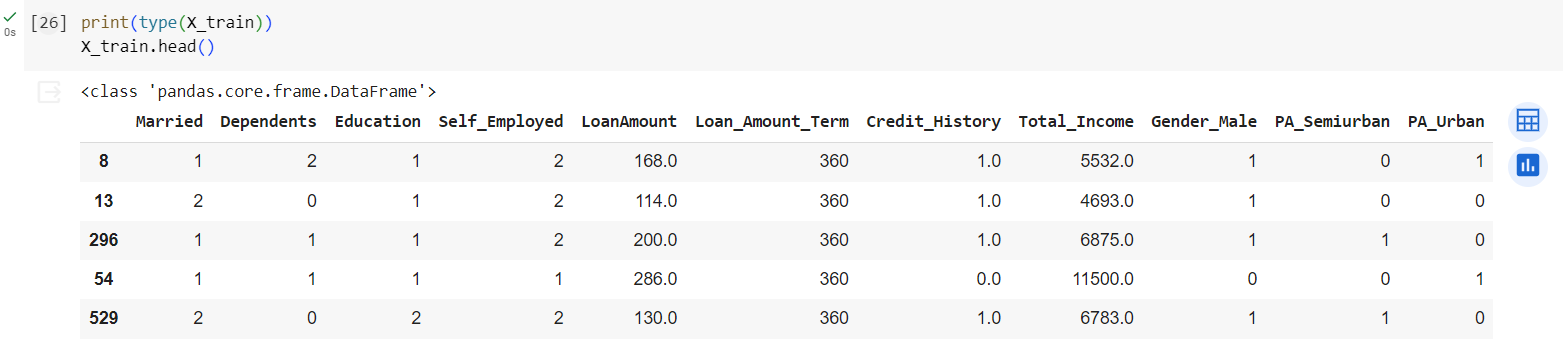 [26] print(type(X_train))
X_train.head()
0s
<class 'pandas.core.frame.DataFrame'>
Married Dependents Education Self_Employed LoanAmount Loan_Amount_Term Credit_History Total_Income Gender_Male PA_Semiurban PA_Urban
8 1 2 1 2 168.0 360 1.0 5532.0 1 0 1
13 2 0 1 2 114.0 360 1.0 4693.0 1 0 0
296 1 1 1 2 200.0 360 1.0 6875.0 1 1 0
54 1 1 1 1 286.0 360 0.0 11500.0 0 0 1
529 2 0 2 2 130.0 360 1.0 6783.0 1 1 0